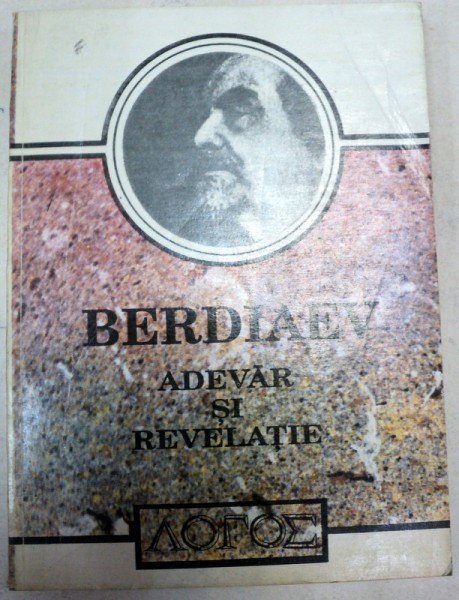 BERDIAEV
ADEVĂR
ȘI
REVELAȚIE
ΛΟΓΟΣ